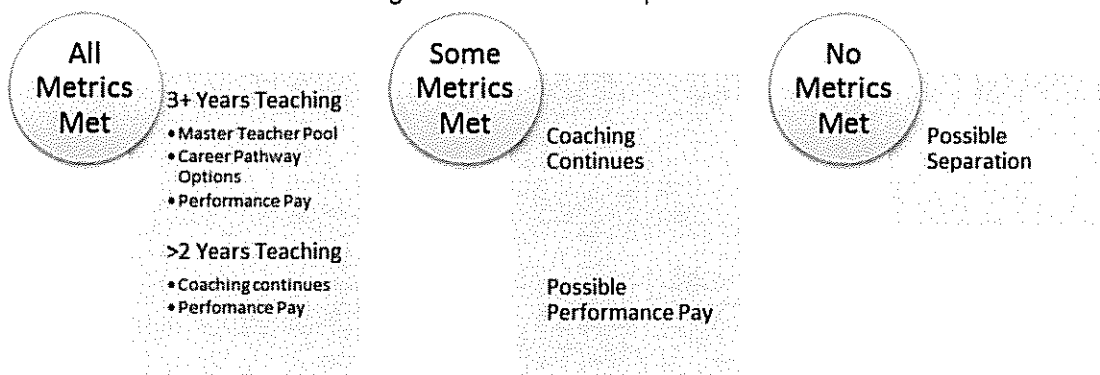 All
Metrics
Met
3+ Years Teaching
•Master Teacher Pool
•Career Pathway
Options
•Performance Pay
>2 Years Teaching
•Coaching continues
•Perfomance Pay
Some
Metrics
Met
Coaching
Continues
Possible
Performance Pay
No
Metrics
Met
Possible
Separation